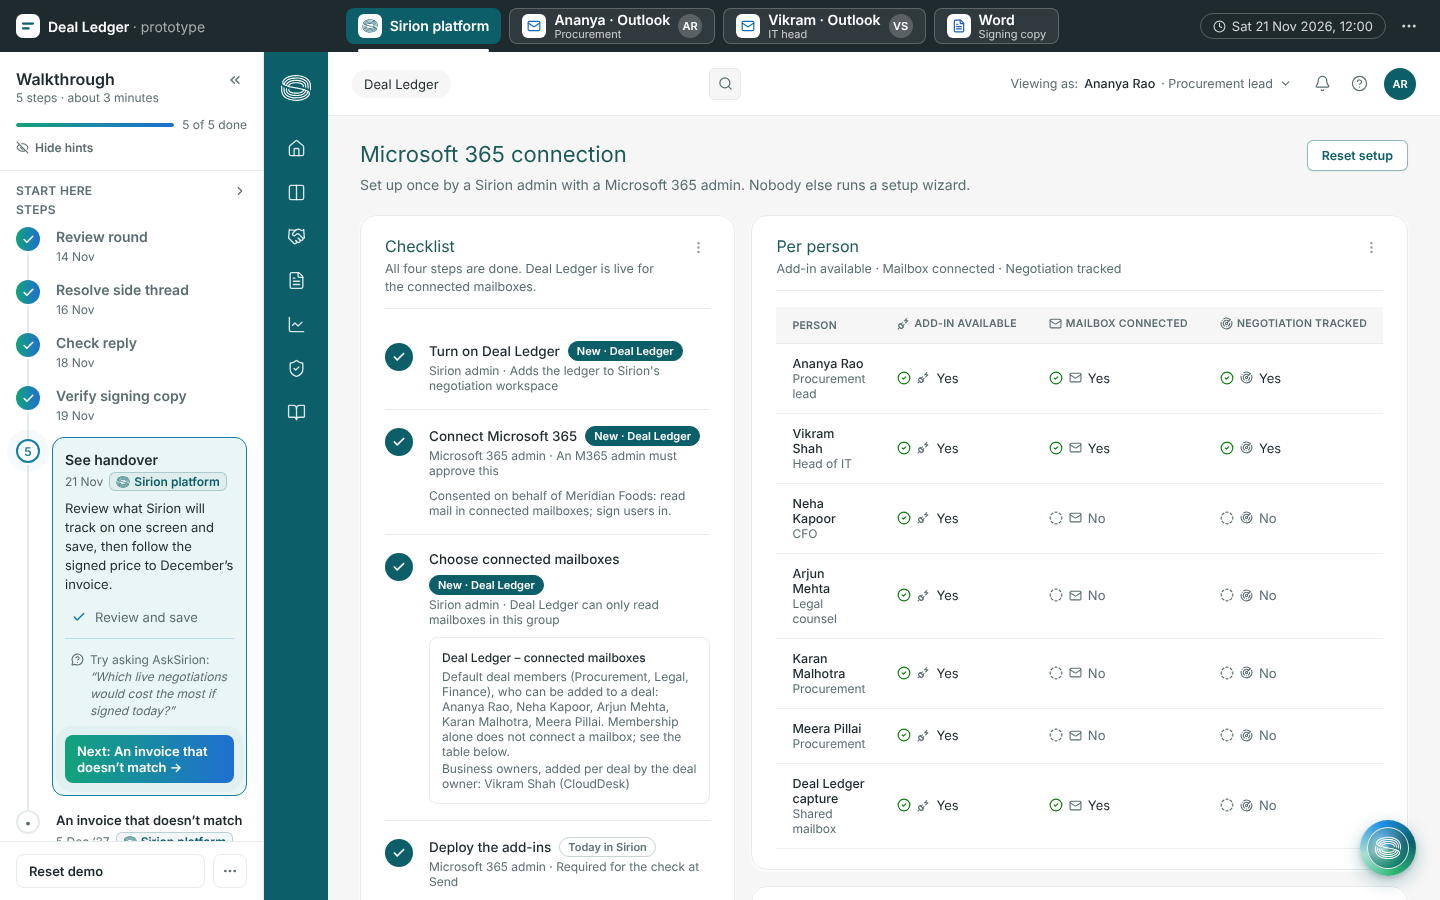 Deal Ledger · prototype
Sirion platform
Ananya · Outlook
Procurement
AR
Vikram · Outlook
IT head
VS
Word
Signing copy
Sat 21 Nov 2026, 12:00
Walkthrough
5 steps · about 3 minutes
5 of 5 done
Hide hints
START HERE
STEPS
Review round
14 Nov
Resolve side thread
16 Nov
Check reply
18 Nov
Verify signing copy
19 Nov
5
See handover
21 Nov
Sirion platform
Review what Sirion will
track on one screen and
save, then follow the
signed price to December’s
invoice.
Review and save
Try asking AskSirion:
“Which live negotiations
would cost the most if
signed today?”
Next: An invoice that
doesn’t match →
An invoice that doesn’t match
5 Dec ’27
Sirion platform
Reset demo
Deal Ledger
Viewing as: Ananya Rao · Procurement lead
AR
Microsoft 365 connection
Set up once by a Sirion admin with a Microsoft 365 admin. Nobody else runs a setup wizard.
Reset setup
Checklist
All four steps are done. Deal Ledger is live for
the connected mailboxes.
Turn on Deal Ledger
New · Deal Ledger
Sirion admin · Adds the ledger to Sirion's
negotiation workspace
Connect Microsoft 365
New · Deal Ledger
Microsoft 365 admin · An M365 admin must
approve this
Consented on behalf of Meridian Foods: read
mail in connected mailboxes; sign users in.
Choose connected mailboxes
New · Deal Ledger
Sirion admin · Deal Ledger can only read
mailboxes in this group
Deal Ledger – connected mailboxes
Default deal members (Procurement, Legal,
Finance), who can be added to a deal:
Ananya Rao, Neha Kapoor, Arjun Mehta,
Karan Malhotra, Meera Pillai. Membership
alone does not connect a mailbox; see the
table below.
Business owners, added per deal by the deal
owner: Vikram Shah (CloudDesk)
Deploy the add-ins
Today in Sirion
Microsoft 365 admin · Required for the check at
Send
Per person
Add-in available · Mailbox connected · Negotiation tracked
PERSON
ADD-IN AVAILABLE
MAILBOX CONNECTED
NEGOTIATION TRACKED
Ananya Rao
Procurement
lead
Yes
Yes
Yes
Vikram
Shah
Head of IT
Yes
Yes
Yes
Neha
Kapoor
CFO
Yes
No
No
Arjun
Mehta
Legal
counsel
Yes
No
No
Karan
Malhotra
Procurement
Yes
No
No
Meera Pillai
Procurement
Yes
No
No
Deal Ledger
capture
Shared
mailbox
Yes
Yes
No